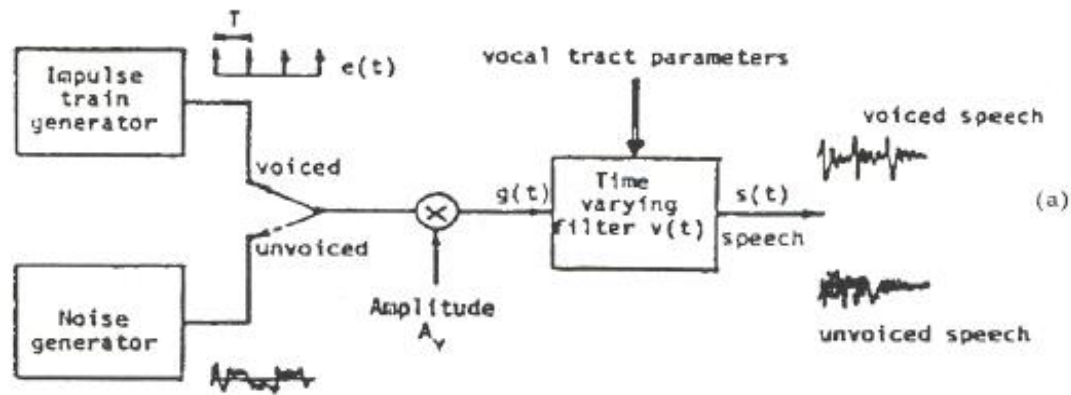 T
e(t)
Impulse
train
generator
vocal tract parameters
voiced speech
voiced
g(t)
Time
varying
filter v(t)
s(t)
speech
(a)
unvoiced
Amplitude
A_v
Noise
generator
unvoiced speech